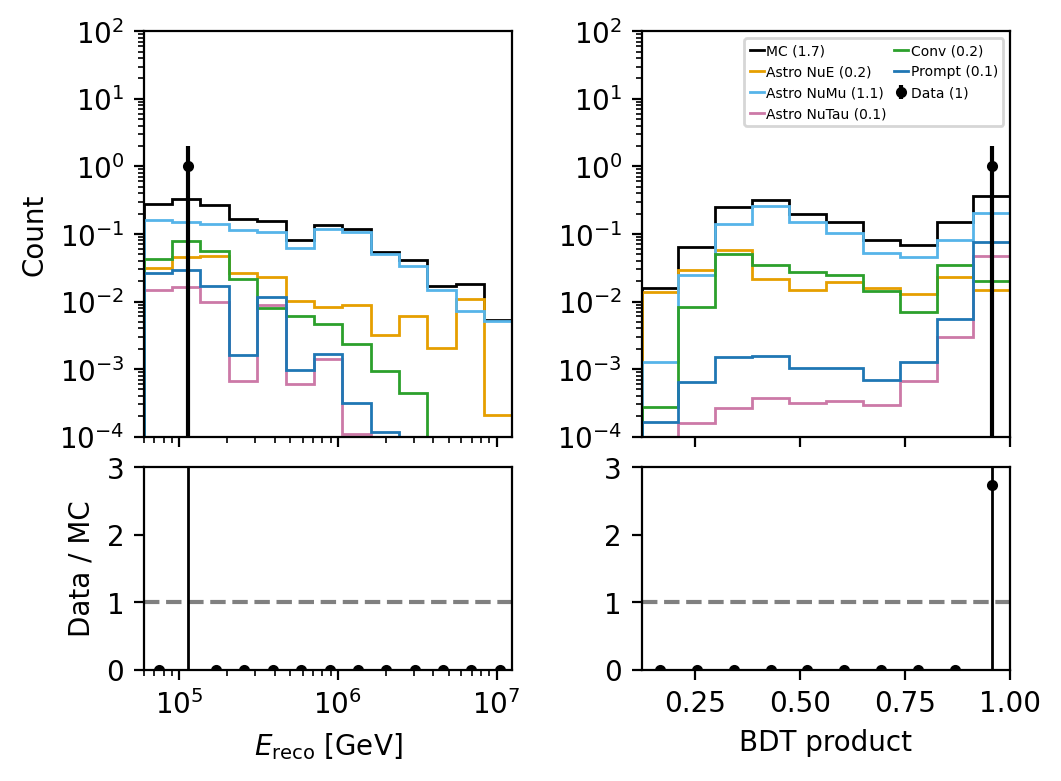 Count
10²
10¹
10⁰
10⁻¹
10⁻²
10⁻³
10⁻⁴
10²
10¹
10⁰
10⁻¹
10⁻²
10⁻³
10⁻⁴
MC (1.7)
Astro NuE (0.2)
Astro NuMu (1.1)
Astro NuTau (0.1)
Conv (0.2)
Prompt (0.1)
Data (1)
Data / MC
3
2
1
0
10⁵
10⁶
10⁷
E_reco [GeV]
3
2
1
0
0.25
0.50
0.75
1.00
BDT product